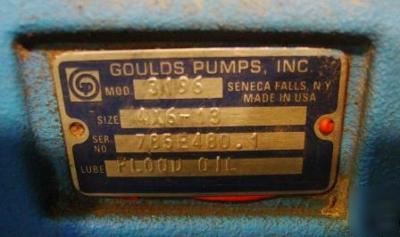 GP
GOULDS PUMPS, INC.
MOD. 3196 SENECA FALLS, N.Y.
MADE IN USA
SIZE 4X6-13
SER. NO 785E480.1
LUBE FLOOD OIL